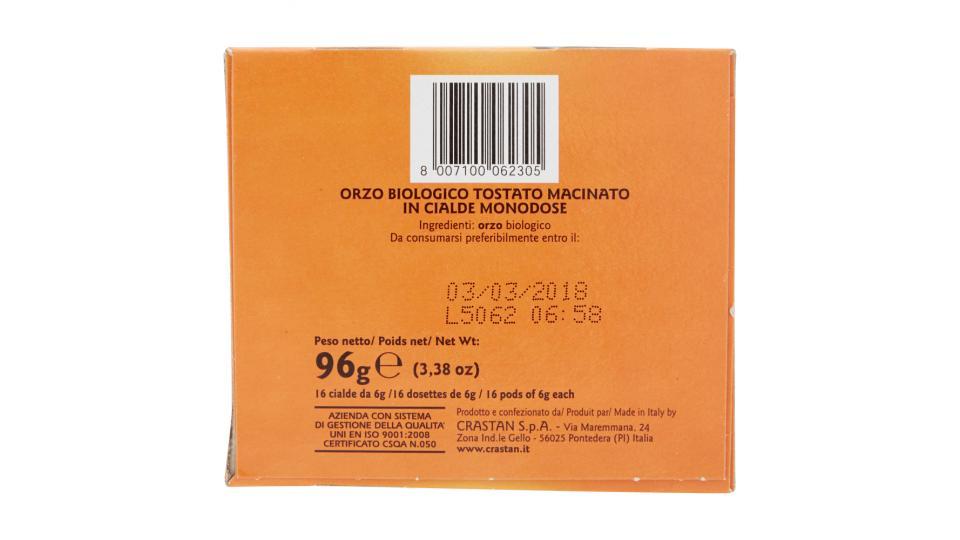 8 007100 062305
ORZO BIOLOGICO TOSTATO MACINATO
IN CIALDE MONODOSE
Ingredienti: orzo biologico
Da consumarsi preferibilmente entro il:
03/03/2018
L5062 06:58
Peso netto/ Poids net/ Net Wt:
96g ℮ (3,38 oz)
16 cialde da 6g /16 dosettes de 6g / 16 pods of 6g each
AZIENDA CON SISTEMA
DI GESTIONE DELLA QUALITA'
UNI EN ISO 9001:2008
CERTIFICATO CSQA N.050
Prodotto e confezionato da/ Produit par/ Made in Italy by
CRASTAN S.p.A. - Via Maremmana, 24
Zona Ind.le Gello - 56025 Pontedera (PI) Italia
www.crastan.it